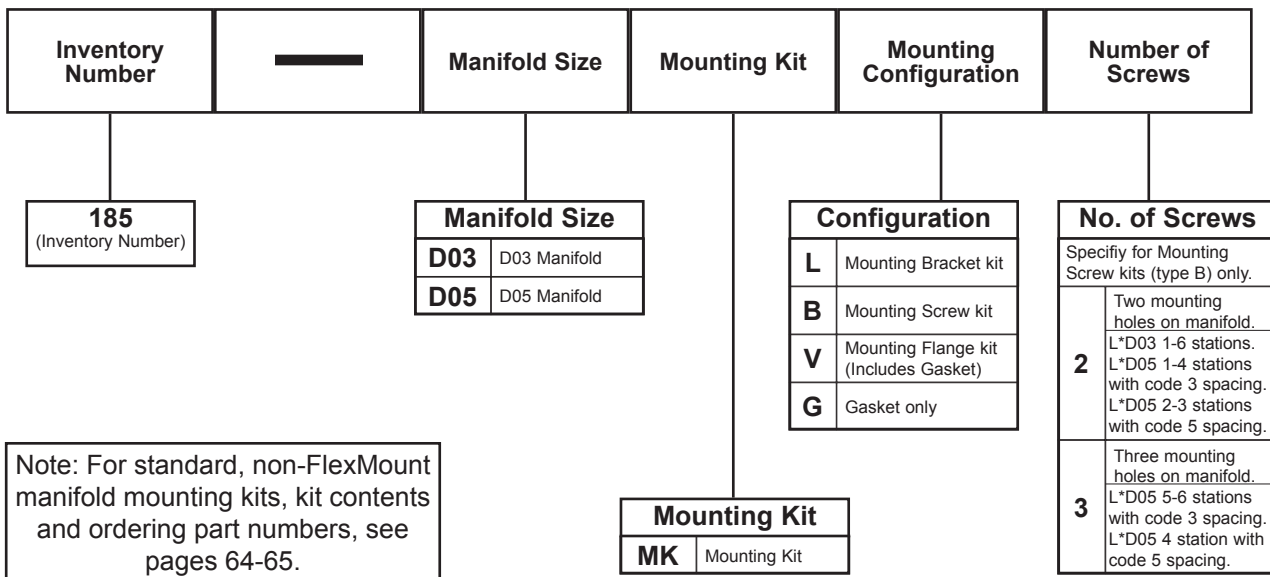 Inventory
Number
Manifold Size
Mounting Kit
Mounting
Configuration
Number of
Screws
185
(Inventory Number)
Manifold Size
D03 D03 Manifold
D05 D05 Manifold
Configuration
L Mounting Bracket kit
B Mounting Screw kit
V Mounting Flange kit
(Includes Gasket)
G Gasket only
No. of Screws
Specifiy for Mounting
Screw kits (type B) only.
2
Two mounting
holes on manifold.
L*D03 1-6 stations.
L*D05 1-4 stations
with code 3 spacing.
L*D05 2-3 stations
with code 5 spacing.
3
Three mounting
holes on manifold.
L*D05 5-6 stations
with code 3 spacing.
L*D05 4 station with
code 5 spacing.
Mounting Kit
MK Mounting Kit
Note: For standard, non-FlexMount
manifold mounting kits, kit contents
and ordering part numbers, see
pages 64-65.